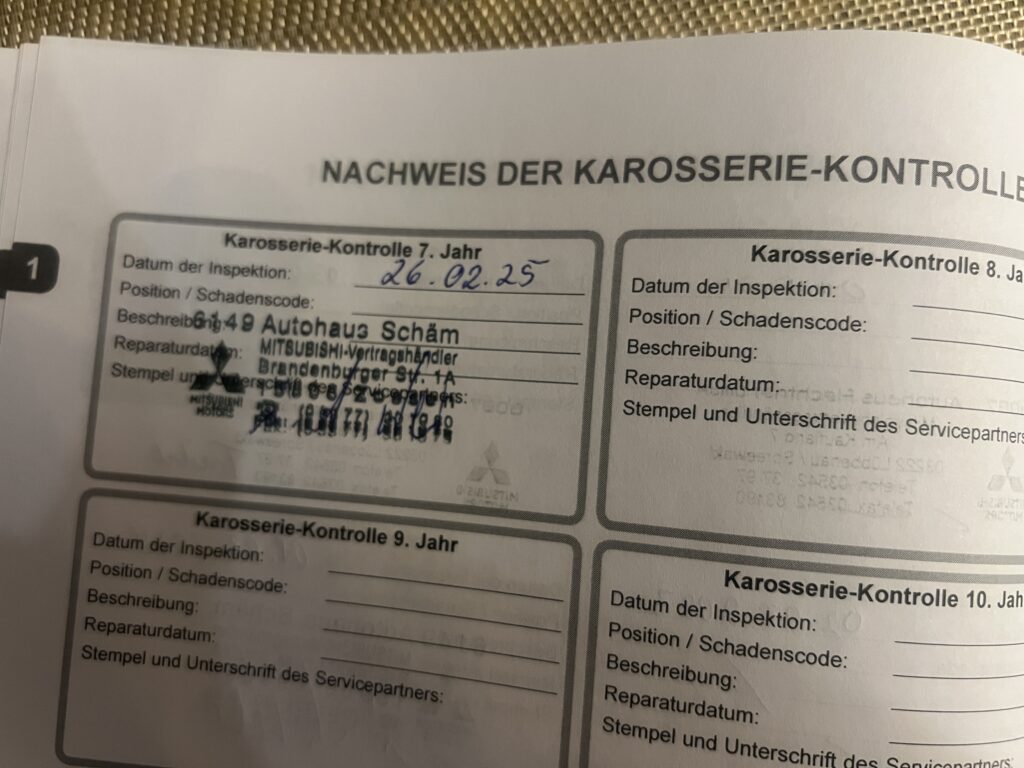 NACHWEIS DER KAROSSERIE-KONTROLLE
1
Karosserie-Kontrolle 7. Jahr
Datum der Inspektion: 26.02.25
Position / Schadenscode:
Beschreibung:
6149 Autohaus Schäm
Reparaturdatum:
MITSUBISHI-Vertragshändler
Brandenburger Str. 1A
Stempel und Unterschrift des Servicepartners:
MITSUBISHI
MOTORS
Karosserie-Kontrolle 8. Ja
Datum der Inspektion:
Position / Schadenscode:
Beschreibung:
Reparaturdatum:
Stempel und Unterschrift des Servicepartners
Karosserie-Kontrolle 9. Jahr
Datum der Inspektion:
Position / Schadenscode:
Beschreibung:
Reparaturdatum:
Stempel und Unterschrift des Servicepartners:
Karosserie-Kontrolle 10. Jah
Datum der Inspektion:
Position / Schadenscode:
Beschreibung:
Reparaturdatum:
Stempel und Unterschrift des Servicepartners: